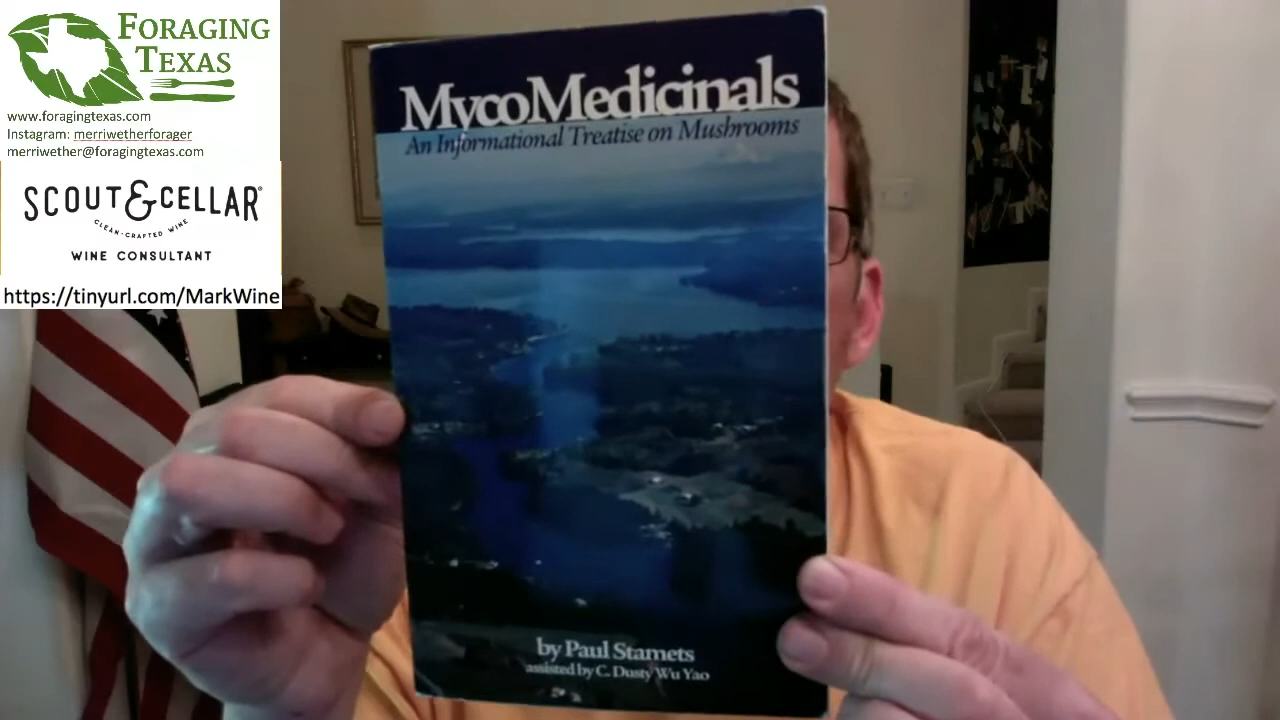 FORAGING
TEXAS
www.foragingtexas.com
Instagram: merriwetherforager
merriwether@foragingtexas.com
SCOUT & CELLAR®
CLEAN-CRAFTED WINE
WINE CONSULTANT
https://tinyurl.com/MarkWine
MycoMedicinals
An Informational Treatise on Mushrooms
by Paul Stamets
assisted by C. Dusty Wu Yao